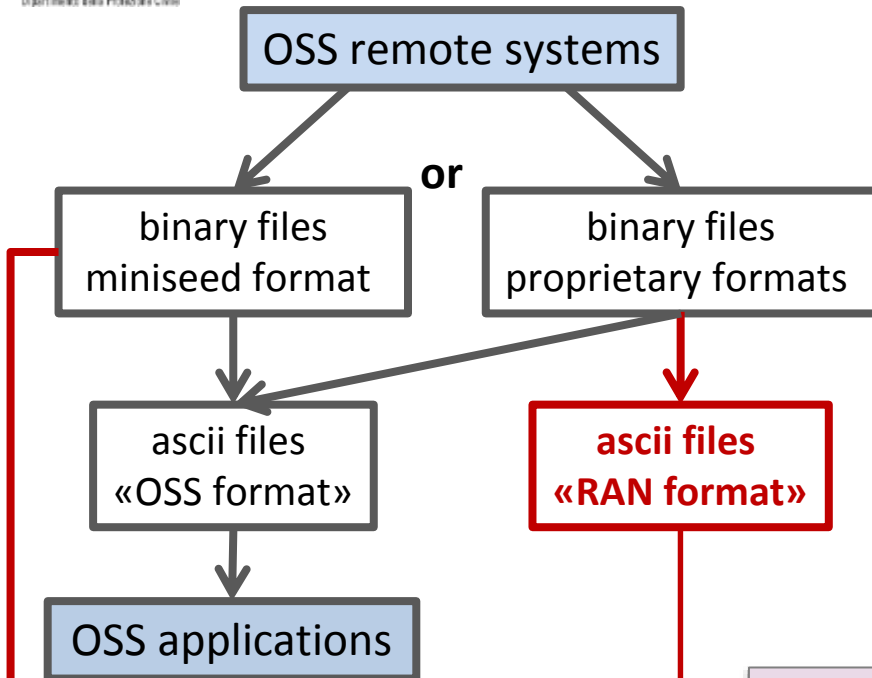 OSS remote systems
or
binary files
miniseed format
binary files
proprietary formats
ascii files
«OSS format»
ascii files
«RAN format»
OSS applications